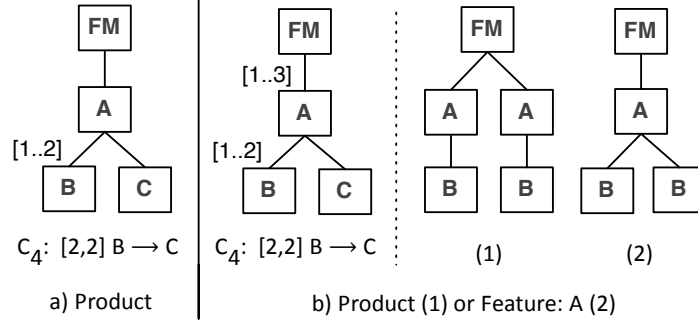 FM
A
[1..2]
B
C
C4: [2,2] B → C
a) Product
FM
[1..3]
A
[1..2]
B
C
C4: [2,2] B → C
FM
A A
B B
(1)
FM
A
B B
(2)
b) Product (1) or Feature: A (2)